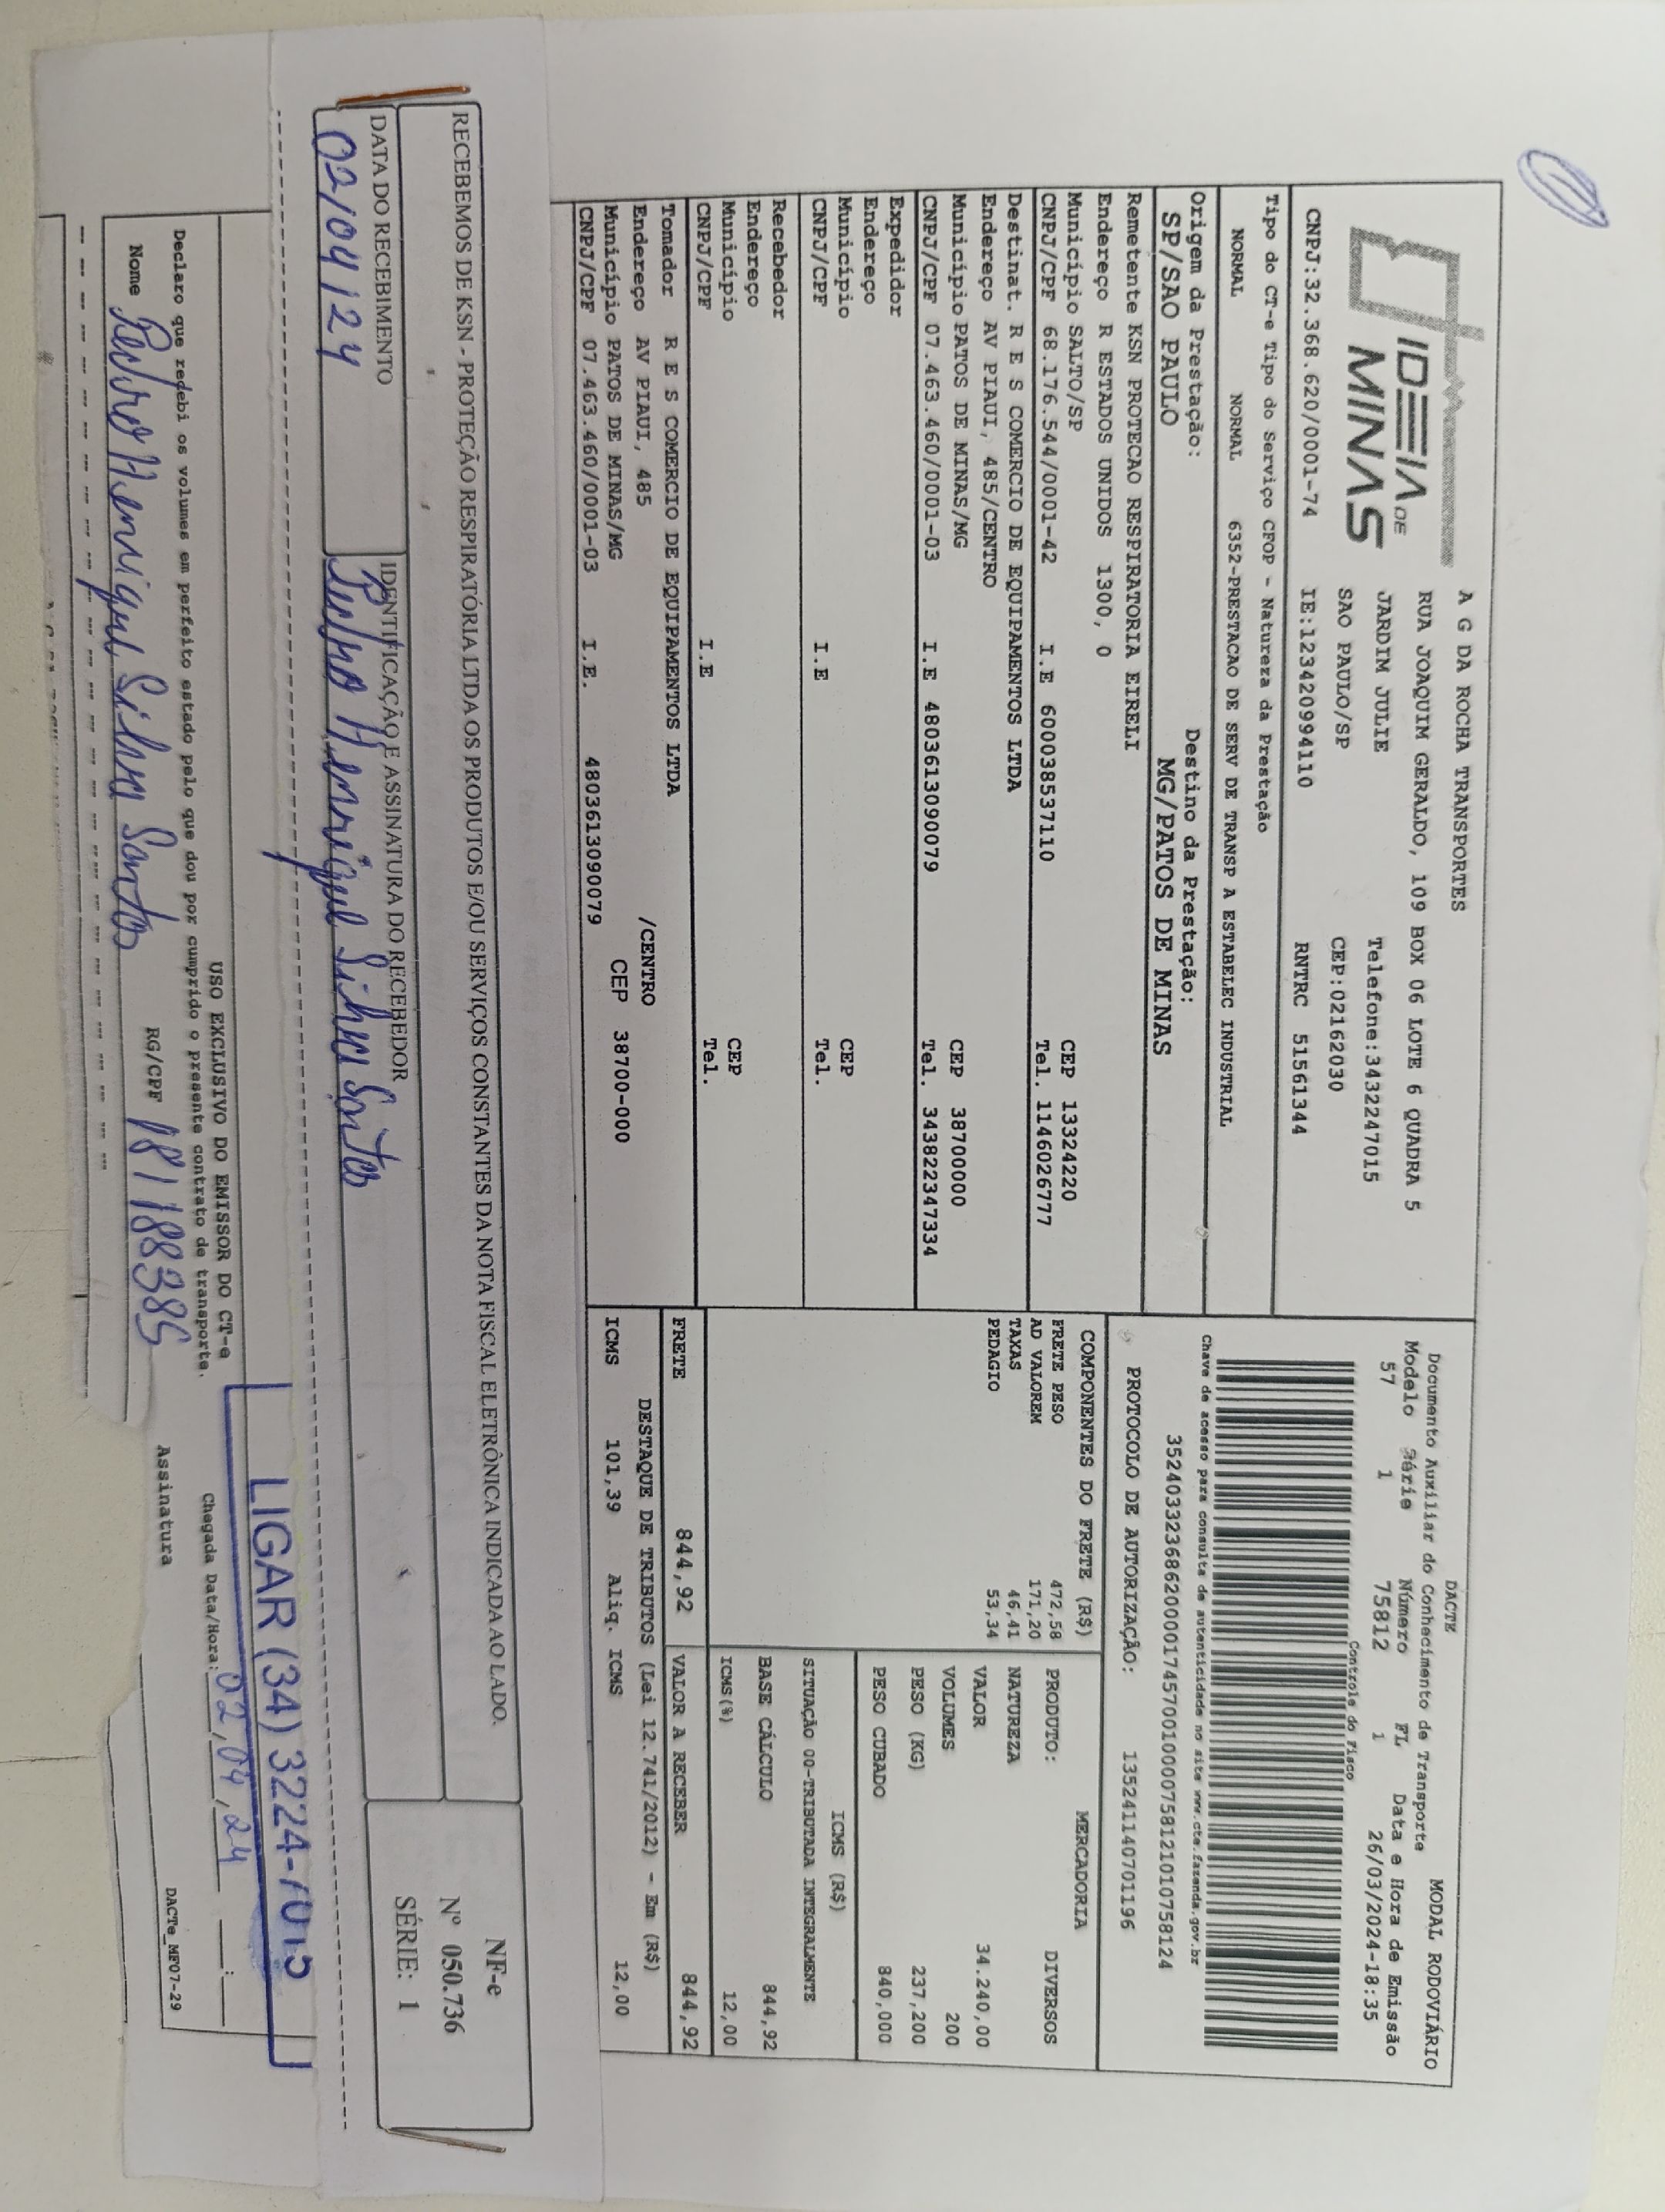 IDEIA DE
MINAS
A G DA ROCHA TRANSPORTES
RUA JOAQUIM GERALDO, 109 BOX 06 LOTE 6 QUADRA 5
JARDIM JULIE Telefone:3432247015
SAO PAULO/SP CEP:02162030
CNPJ:32.368.620/0001-74 IE:123420994110 RNTRC 51561344
DACTE MODAL RODOVIÁRIO
Documento Auxiliar do Conhecimento de Transporte
Modelo Série Número FL Data e Hora de Emissão
57 1 75812 1 26/03/2024-18:35
Controle do Fisco
Tipo do CT-e Tipo do Serviço CFOP - Natureza da Prestação
NORMAL NORMAL 6352-PRESTACAO DE SERV DE TRANSP A ESTABELEC INDUSTRIAL
Chave de acesso para consulta de autenticidade no site www.cte.fazenda.gov.br
35240332368620000174570010000758121010758124
Origem da Prestação: Destino da Prestação:
SP/SAO PAULO MG/PATOS DE MINAS
PROTOCOLO DE AUTORIZAÇÃO: 135241140701196
Remetente KSN PROTECAO RESPIRATORIA EIRELI
Endereço R ESTADOS UNIDOS 1300, 0
Município SALTO/SP CEP 13324220
CNPJ/CPF 68.176.544/0001-42 I.E 600038537110 Tel. 1146026777
Destinat. R E S COMERCIO DE EQUIPAMENTOS LTDA
Endereço AV PIAUI, 485/CENTRO
Município PATOS DE MINAS/MG CEP 38700000
CNPJ/CPF 07.463.460/0001-03 I.E 4803613090079 Tel. 343822347334
Expedidor
Endereço
Município CEP
CNPJ/CPF I.E Tel.
Recebedor
Endereço
Município CEP
CNPJ/CPF I.E Tel.
Tomador R E S COMERCIO DE EQUIPAMENTOS LTDA
Endereço AV PIAUI, 485 /CENTRO
Município PATOS DE MINAS/MG CEP 38700-000
CNPJ/CPF 07.463.460/0001-03 I.E. 4803613090079
COMPONENTES DO FRETE (R$)
FRETE PESO 472,58
AD VALOREM 171,20
TAXAS 46,41
PEDAGIO 53,34
MERCADORIA
PRODUTO: DIVERSOS
NATUREZA
VALOR 34.240,00
VOLUMES 200
PESO (KG) 237,200
PESO CUBADO 840,000
ICMS (R$)
SITUAÇÃO 00-TRIBUTADA INTEGRALMENTE
BASE CÁLCULO 844,92
ICMS(%) 12,00
FRETE 844,92 VALOR A RECEBER 844,92
DESTAQUE DE TRIBUTOS (Lei 12.741/2012) - Em (R$)
ICMS 101,39 Aliq. ICMS 12,00
RECEBEMOS DE KSN - PROTEÇÃO RESPIRATÓRIA LTDA OS PRODUTOS E/OU SERVIÇOS CONSTANTES DA NOTA FISCAL ELETRÔNICA INDICADA AO LADO.
NF-e
Nº 050.736
SÉRIE: 1
DATA DO RECEBIMENTO IDENTIFICAÇÃO E ASSINATURA DO RECEBEDOR
02/04/24 Pedro Henrique Silva Santos
LIGAR (34) 3224-7015
USO EXCLUSIVO DO EMISSOR DO CT-e
Declaro que redebi os volumes em perfeito estado pelo que dou por cumprido o presente contrato de transporte.
Chegada Data/Hora: 02/04/24 __:__
Nome Pedro Henrique Silva Santos RG/CPF Assinatura
DACTe_MF07-29